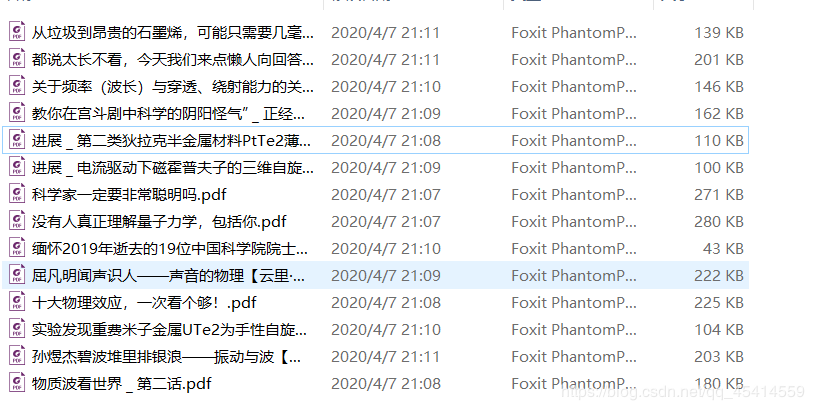 从垃圾到昂贵的石墨烯，可能只需要几毫... 2020/4/7 21:11 Foxit PhantomP... 139 KB
都说太长不看，今天我们来点懒人向回答... 2020/4/7 21:11 Foxit PhantomP... 201 KB
关于频率（波长）与穿透、绕射能力的关... 2020/4/7 21:10 Foxit PhantomP... 146 KB
教你在宫斗剧中科学的阴阳怪气”_ 正经... 2020/4/7 21:09 Foxit PhantomP... 162 KB
进展 _ 第二类狄拉克半金属材料PtTe2薄... 2020/4/7 21:08 Foxit PhantomP... 110 KB
进展 _ 电流驱动下磁霍普夫子的三维自旋... 2020/4/7 21:09 Foxit PhantomP... 100 KB
科学家一定要非常聪明吗.pdf 2020/4/7 21:07 Foxit PhantomP... 271 KB
没有人真正理解量子力学，包括你.pdf 2020/4/7 21:07 Foxit PhantomP... 280 KB
缅怀2019年逝去的19位中国科学院院士... 2020/4/7 21:10 Foxit PhantomP... 43 KB
屈凡明闻声识人——声音的物理【云里·... 2020/4/7 21:09 Foxit PhantomP... 222 KB
十大物理效应，一次看个够！.pdf 2020/4/7 21:08 Foxit PhantomP... 225 KB
实验发现重费米子金属UTe2为手性自旋... 2020/4/7 21:10 Foxit PhantomP... 104 KB
孙煜杰碧波堆里排银浪——振动与波【... 2020/4/7 21:11 Foxit PhantomP... 203 KB
物质波看世界 _ 第二话.pdf 2020/4/7 21:08 Foxit PhantomP... 180 KB
https://blog.csdn.net/qq_45414559